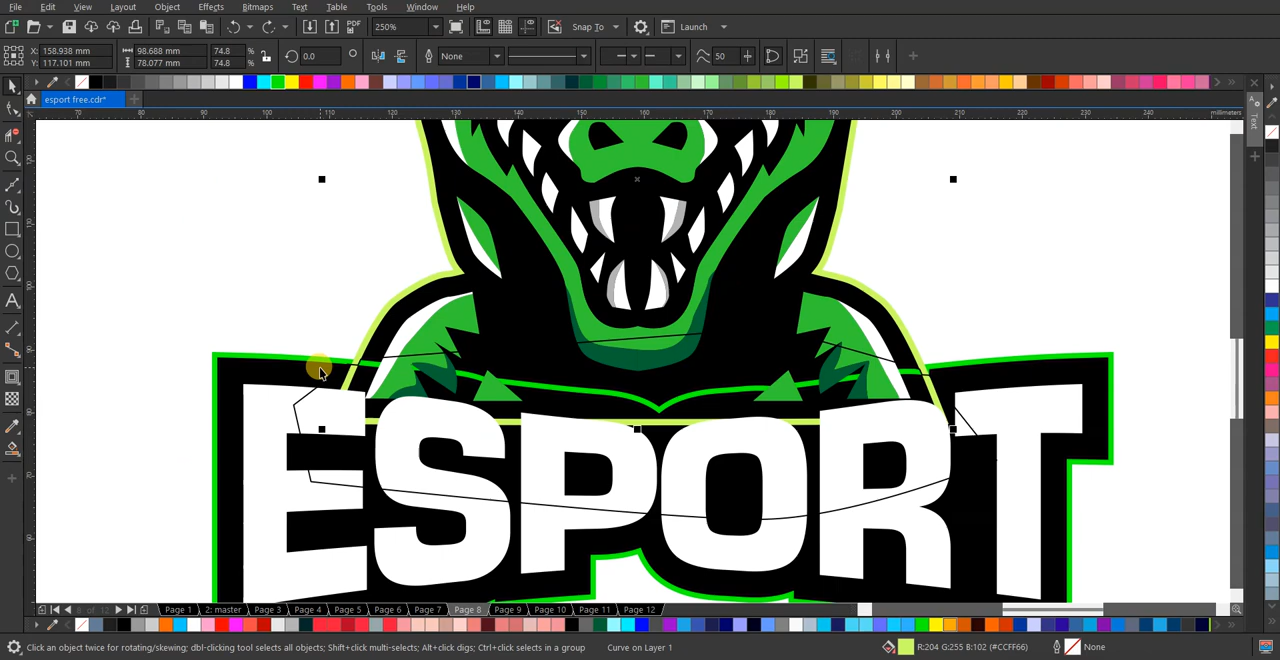 File Edit View Layout Object Effects Bitmaps Text Table Tools Window Help
PDF 250% Snap To Launch
X: 158.938 mm 98.688 mm 74.8 % 0.0 None 50
Y: 117.101 mm 78.077 mm 74.8 %
esport free.cdr*
millimeters
Text
ESPORT
8 of 12 Page 1 2: master Page 3 Page 4 Page 5 Page 6 Page 7 Page 8 Page 9 Page 10 Page 11 Page 12
Click an object twice for rotating/skewing; dbl-clicking tool selects all objects; Shift+click multi-selects; Alt+click digs; Ctrl+click selects in a group Curve on Layer 1 R:204 G:255 B:102 (#CCFF66) None